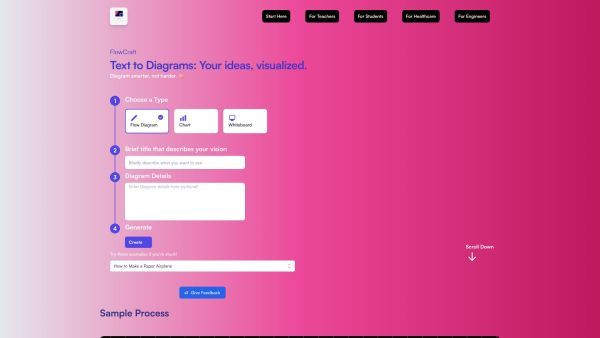 Start Here
For Teachers
For Students
For Healthcare
For Engineers
FlowCraft
Text to Diagrams: Your ideas, visualized.
Diagram smarter, not harder.
1
Choose a Type
Flow Diagram
Chart
Whiteboard
2
Brief title that describes your vision
Briefly describe what you want to see
3
Diagram Details
Enter Diagram details here (optional)
4
Generate
Create
Scroll Down
Try these examples if you're stuck!
How to Make a Paper Airplane
Give Feedback
Sample Process